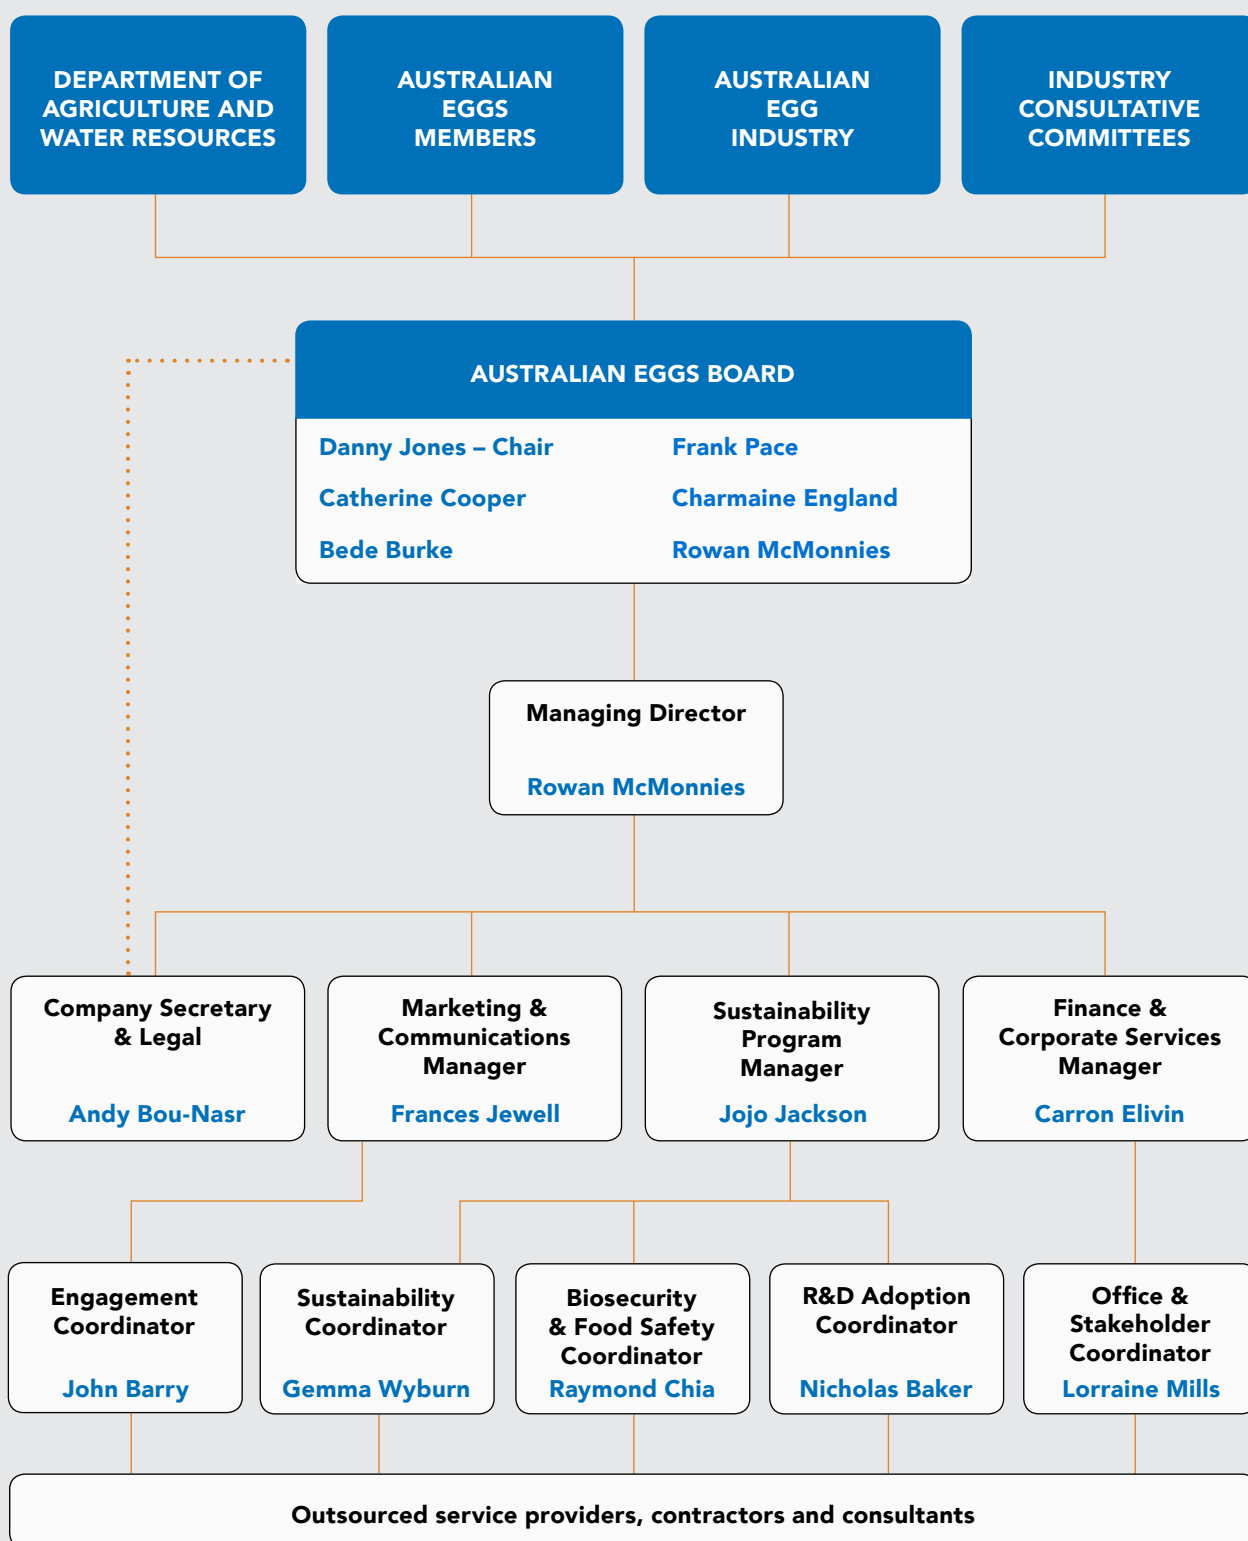 DEPARTMENT OF
AGRICULTURE AND
WATER RESOURCES
AUSTRALIAN
EGGS
MEMBERS
AUSTRALIAN
EGG
INDUSTRY
INDUSTRY
CONSULTATIVE
COMMITTEES
AUSTRALIAN EGGS BOARD
Danny Jones – Chair
Catherine Cooper
Bede Burke
Frank Pace
Charmaine England
Rowan McMonnies
Managing Director
Rowan McMonnies
Company Secretary
& Legal
Andy Bou-Nasr
Marketing &
Communications
Manager
Frances Jewell
Sustainability
Program
Manager
Jojo Jackson
Finance &
Corporate Services
Manager
Carron Elivin
Engagement
Coordinator
John Barry
Sustainability
Coordinator
Gemma Wyburn
Biosecurity
& Food Safety
Coordinator
Raymond Chia
R&D Adoption
Coordinator
Nicholas Baker
Office &
Stakeholder
Coordinator
Lorraine Mills
Outsourced service providers, contractors and consultants